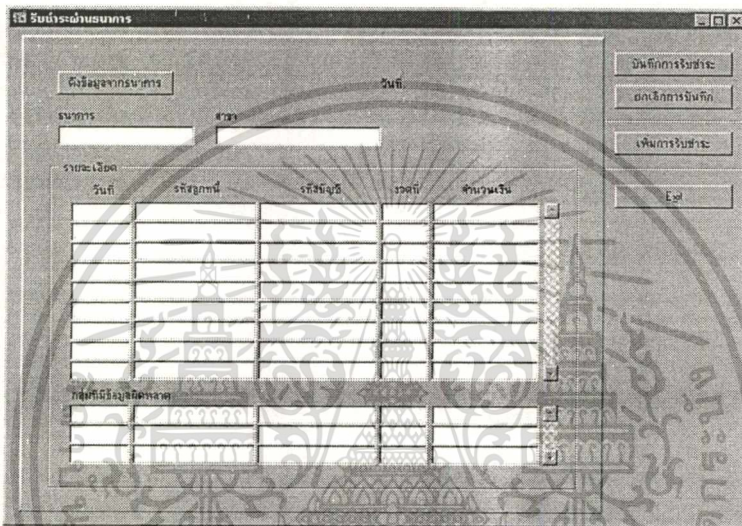 รับชำระผ่านธนาคาร
ดึงข้อมูลจากธนาคาร
วันที่
ธนาคาร สาขา
รายละเอียด
วันที่ รหัสลูกหนี้ รหัสบัญชี งวดที่ จำนวนเงิน
กลุ่มที่มีข้อมูลผิดพลาด
บันทึกการรับชำระ
ยกเลิกการบันทึก
เพิ่มการรับชำระ
Exit